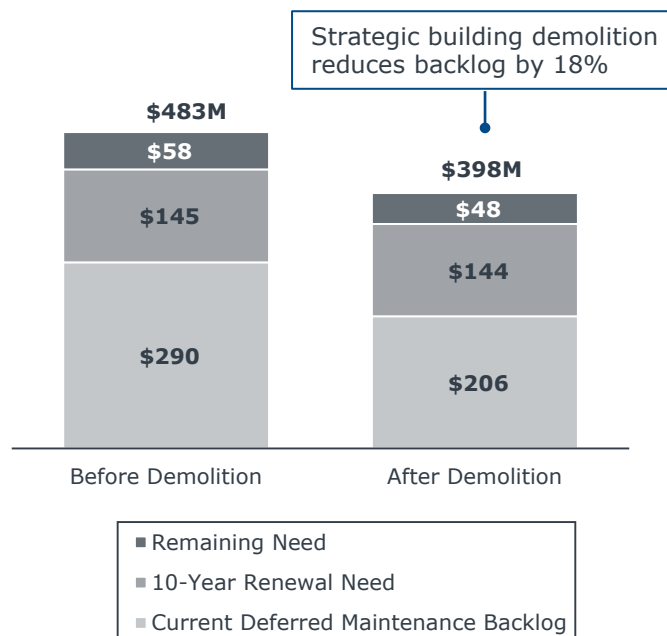 Strategic building demolition
reduces backlog by 18%
$483M
$58
$145
$290
$398M
$48
$144
$206
Before Demolition
After Demolition
Remaining Need
10-Year Renewal Need
Current Deferred Maintenance Backlog